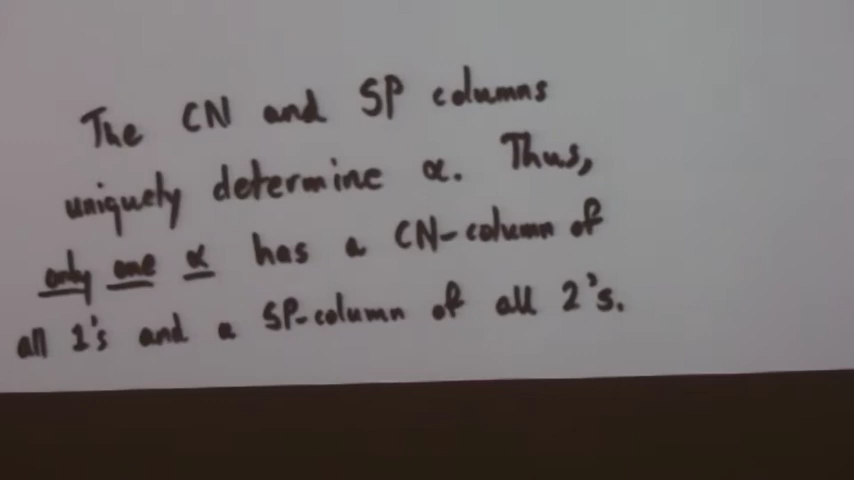 The CN and SP columns
uniquely determine α. Thus,
only one α has a CN-column of
all 1's and a SP-column of all 2's.